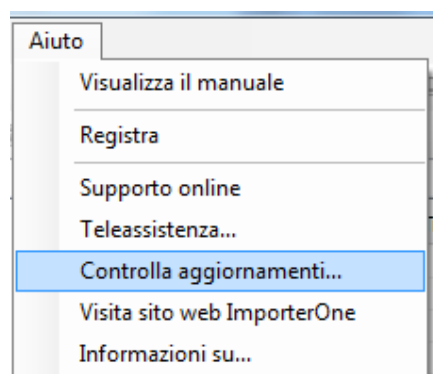 Aiuto
Visualizza il manuale
Registra
Supporto online
Teleassistenza...
Controlla aggiornamenti...
Visita sito web ImporterOne
Informazioni su...